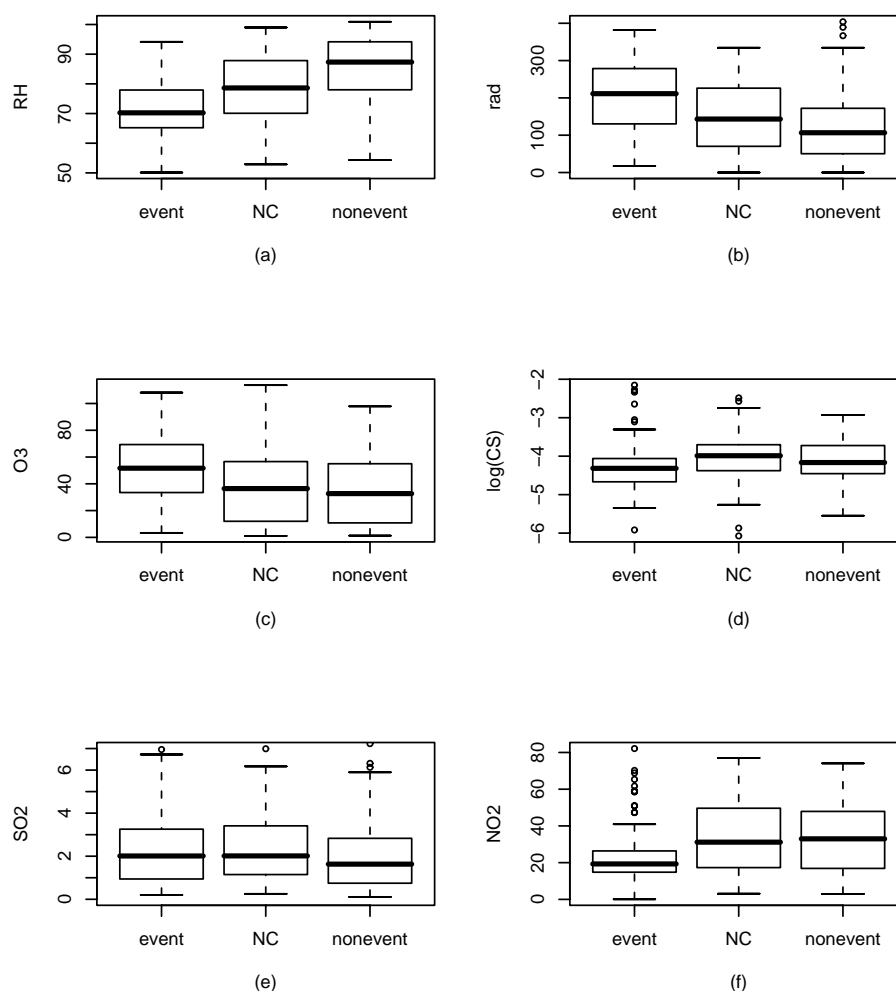 RH
50
70
90
event
NC
nonevent
(a)
rad
0
100
300
event
NC
nonevent
(b)
O3
0
40
80
event
NC
nonevent
(c)
log(CS)
−6
−5
−4
−3
−2
event
NC
nonevent
(d)
SO2
0
2
4
6
event
NC
nonevent
(e)
NO2
0
20
40
60
80
event
NC
nonevent
(f)